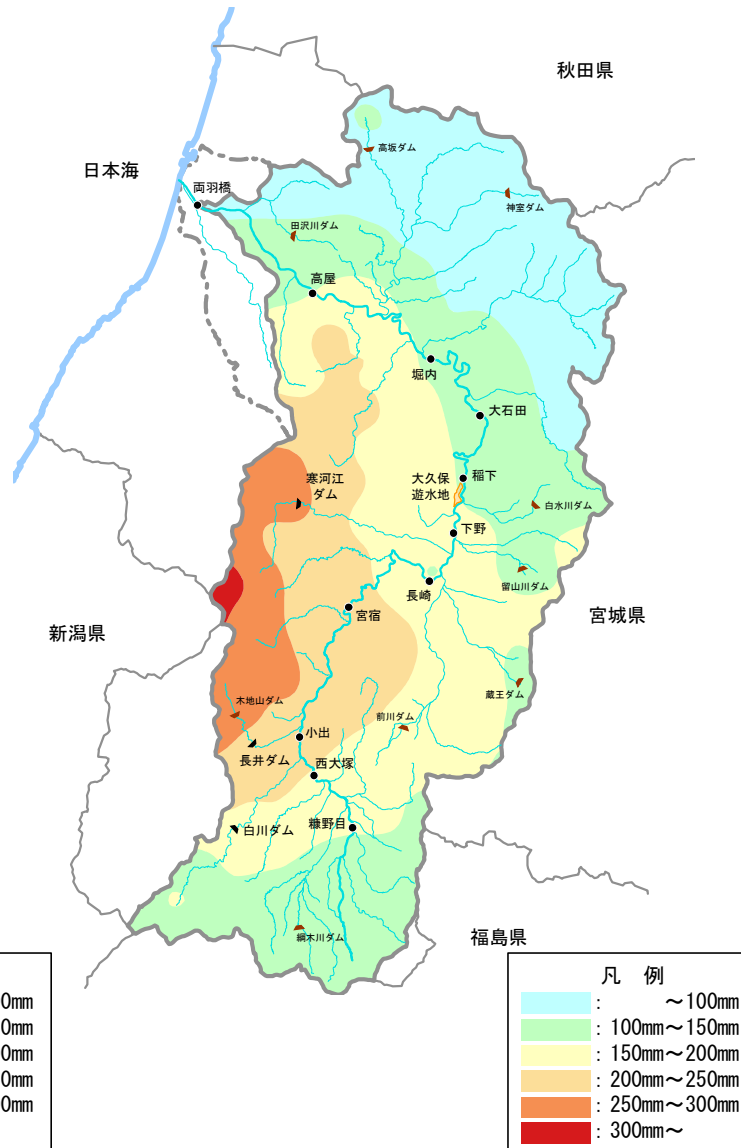 秋田県
日本海
高坂ダム
両羽橋
神室ダム
田沢川ダム
高屋
堀内
大石田
寒河江
ダム
大久保
遊水地
稲下
白水川ダム
下野
留山川ダム
長崎
宮宿
宮城県
新潟県
蔵王ダム
木地山ダム
前川ダム
小出
長井ダム
西大塚
白川ダム
糠野目
綱木川ダム
福島県
0mm
0mm
0mm
0mm
0mm
凡 例
: ～100mm
: 100mm～150mm
: 150mm～200mm
: 200mm～250mm
: 250mm～300mm
: 300mm～